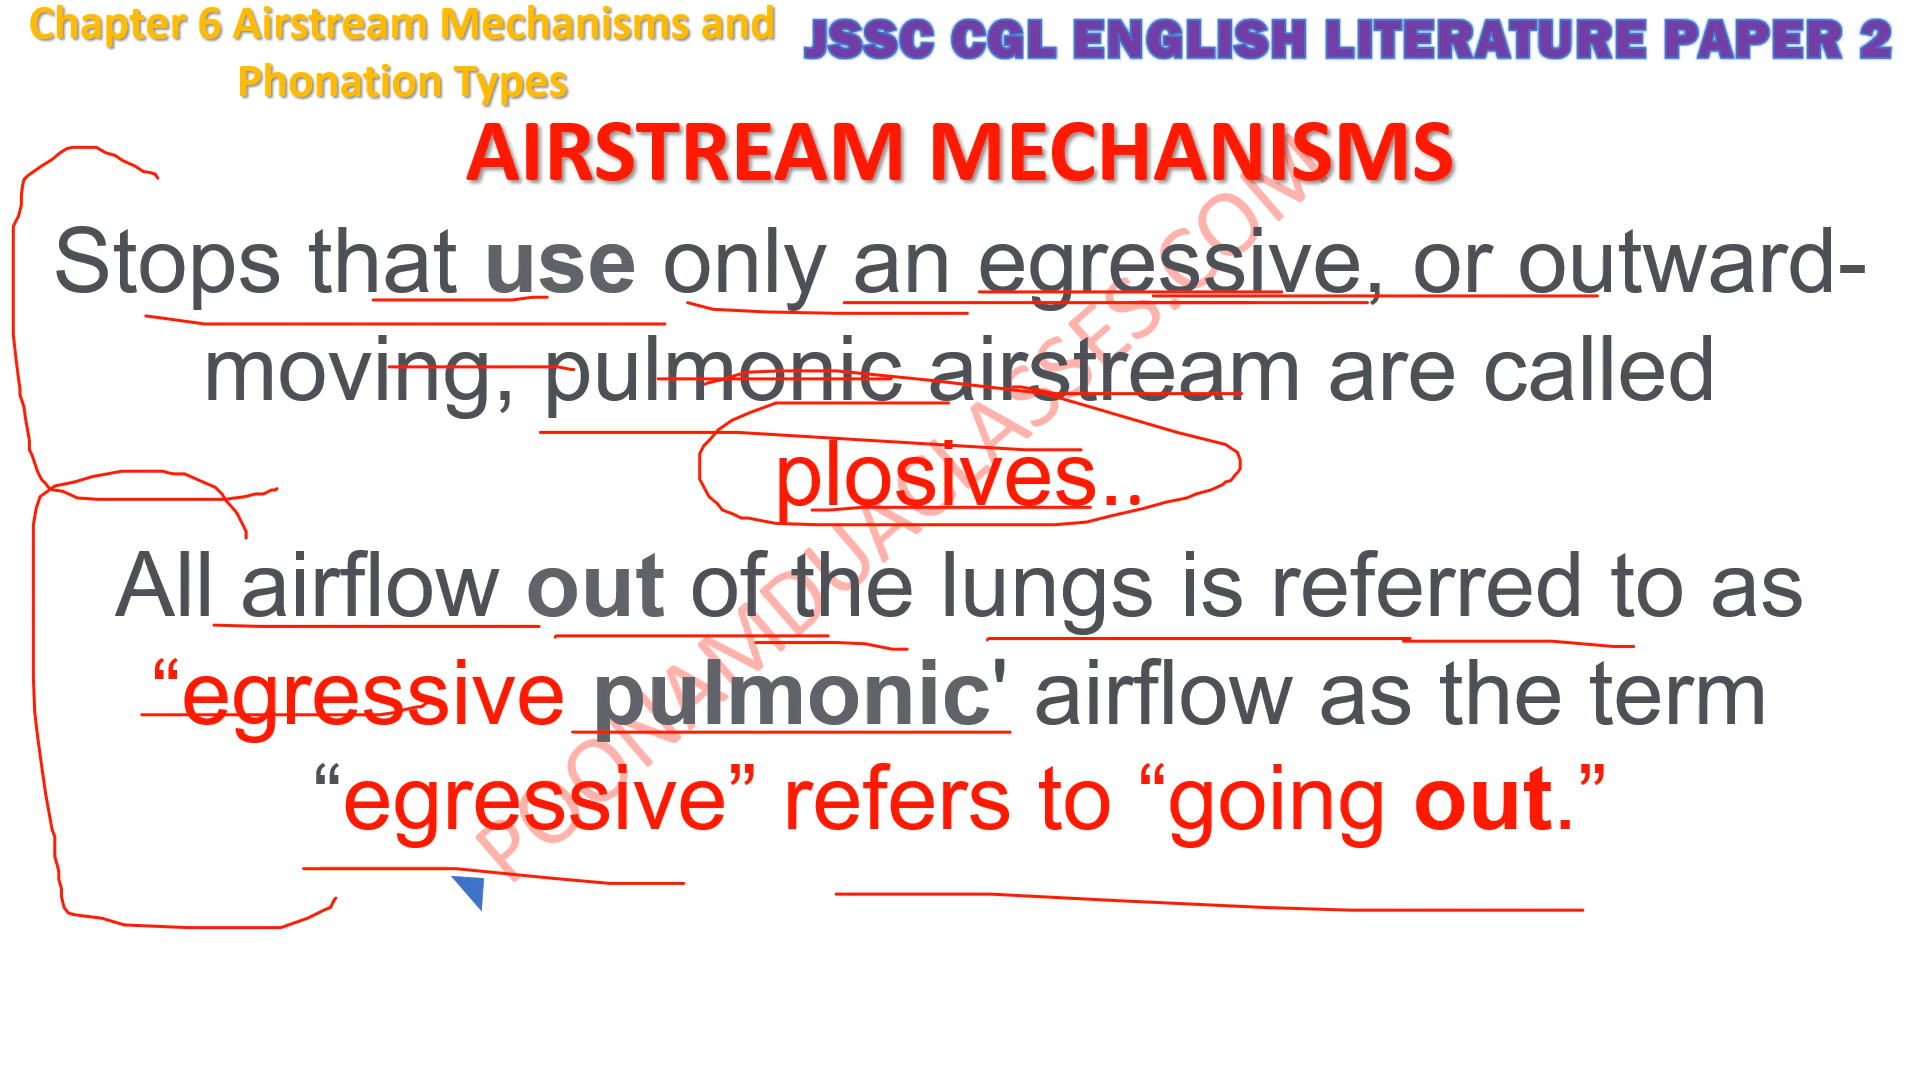 Chapter 6 Airstream Mechanisms and
Phonation Types
JSSC CGL ENGLISH LITERATURE PAPER 2
AIRSTREAM MECHANISMS
Stops that use only an egressive, or outward-
moving, pulmonic airstream are called
plosives..
All airflow out of the lungs is referred to as
“egressive pulmonic' airflow as the term
“egressive” refers to “going out.”
POONAMDUACLASSES.COM